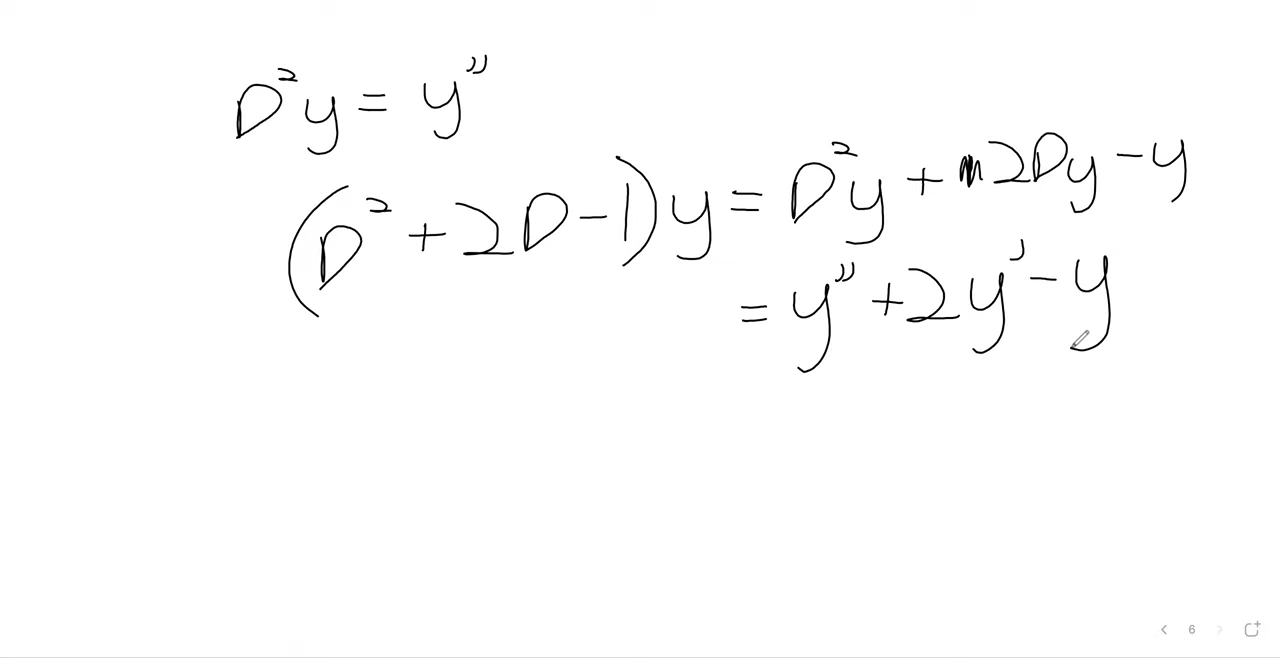 D²y = y''
(D² + 2D - 1)y = D²y + 2Dy - y
= y'' + 2y' - y
< 6 >